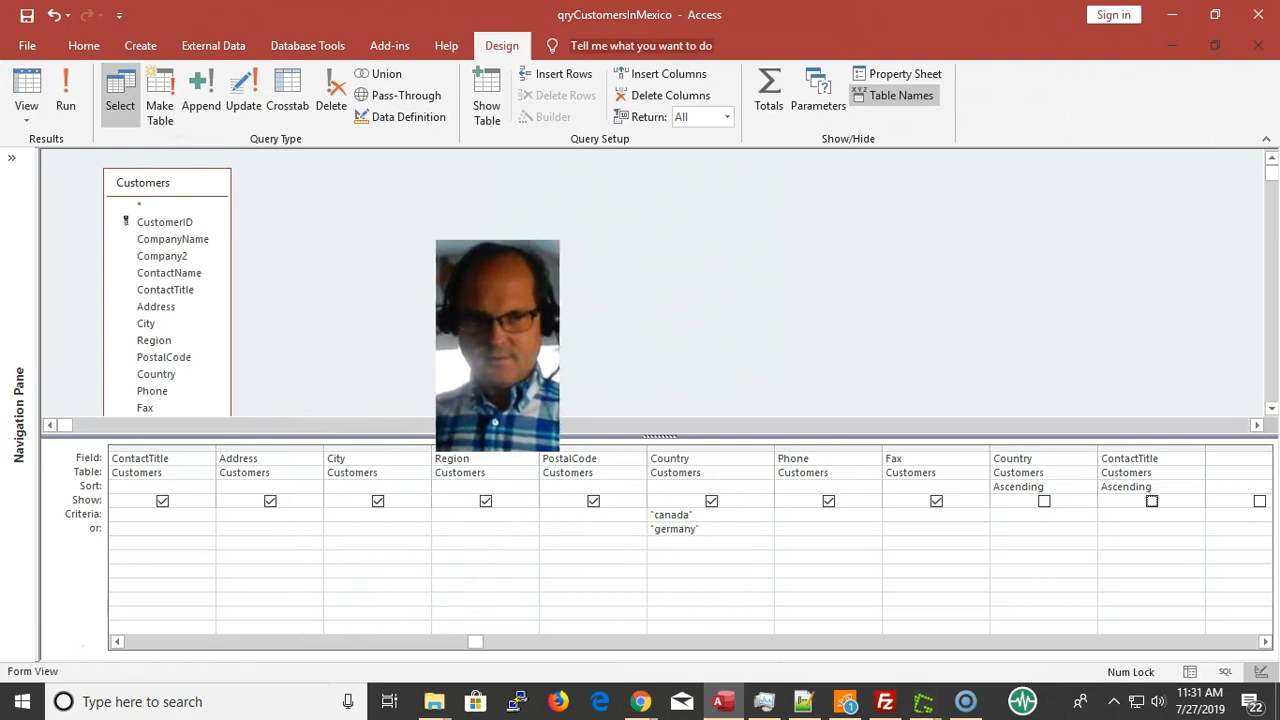 qryCustomersInMexico - Access
Sign in
File Home Create External Data Database Tools Add-ins Help Design Tell me what you want to do
View Run Select Make Table Append Update Crosstab Delete
Union
Pass-Through
Data Definition
Show Table
Insert Rows
Delete Rows
Builder
Insert Columns
Delete Columns
Return: All
Totals Parameters
Property Sheet
XYZ Table Names
Results Query Type Query Setup Show/Hide
»
Navigation Pane
Customers
*
CustomerID
CompanyName
Company2
ContactName
ContactTitle
Address
City
Region
PostalCode
Country
Phone
Fax
Field: ContactTitle Address City Region PostalCode Country Phone Fax Country ContactTitle
Table: Customers Customers Customers Customers Customers Customers Customers Customers Customers Customers
Sort: Ascending Ascending
Show:
Criteria: "canada"
or: "germany"
Form View Num Lock SQL
Type here to search
11:31 AM
7/27/2019
1
22